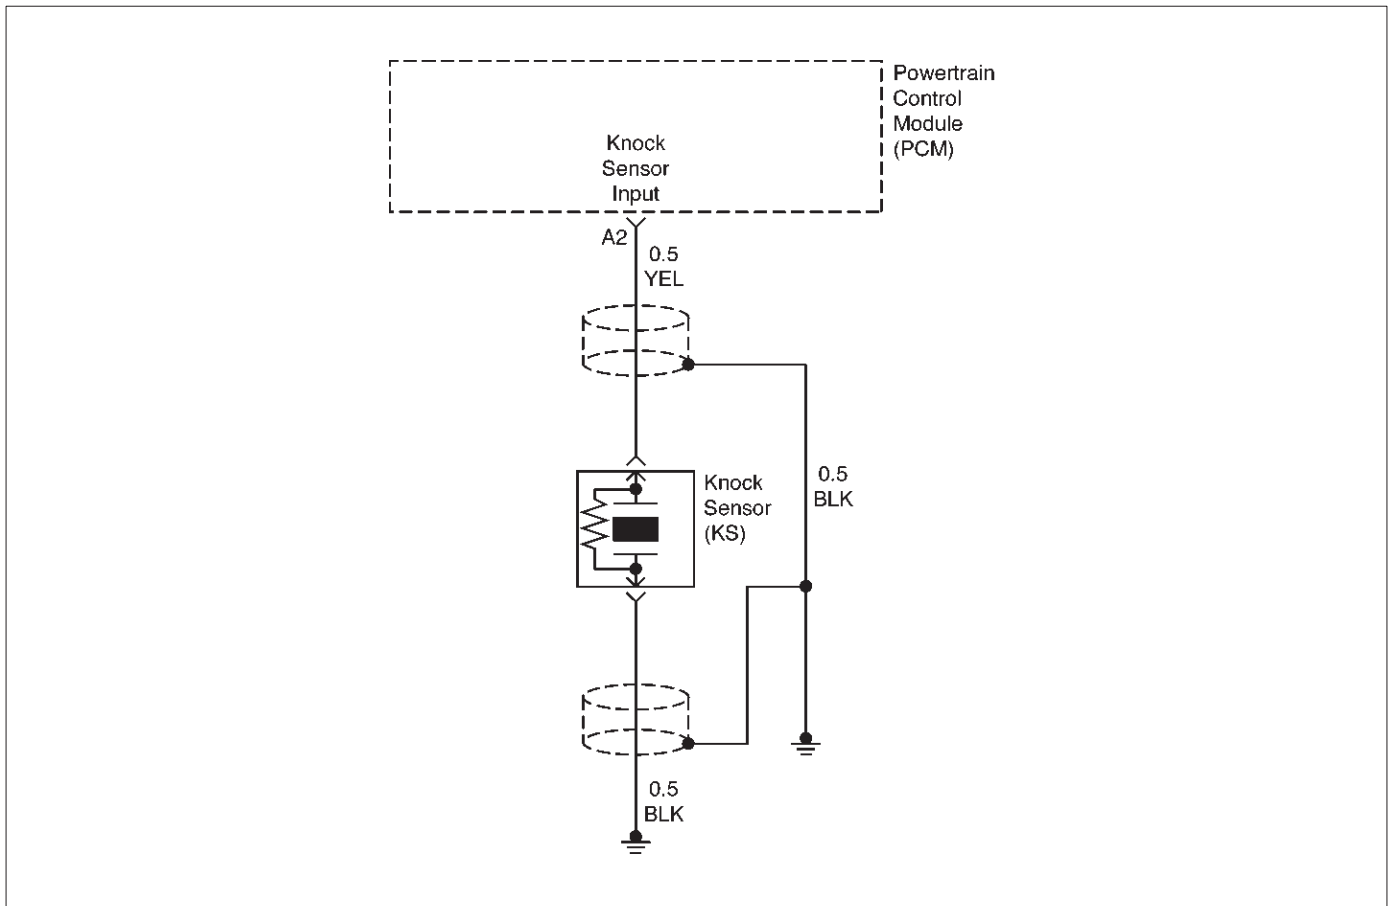 Powertrain
Control
Module
(PCM)
Knock
Sensor
Input
A2
0.5
YEL
Knock
Sensor
(KS)
0.5
BLK
0.5
BLK